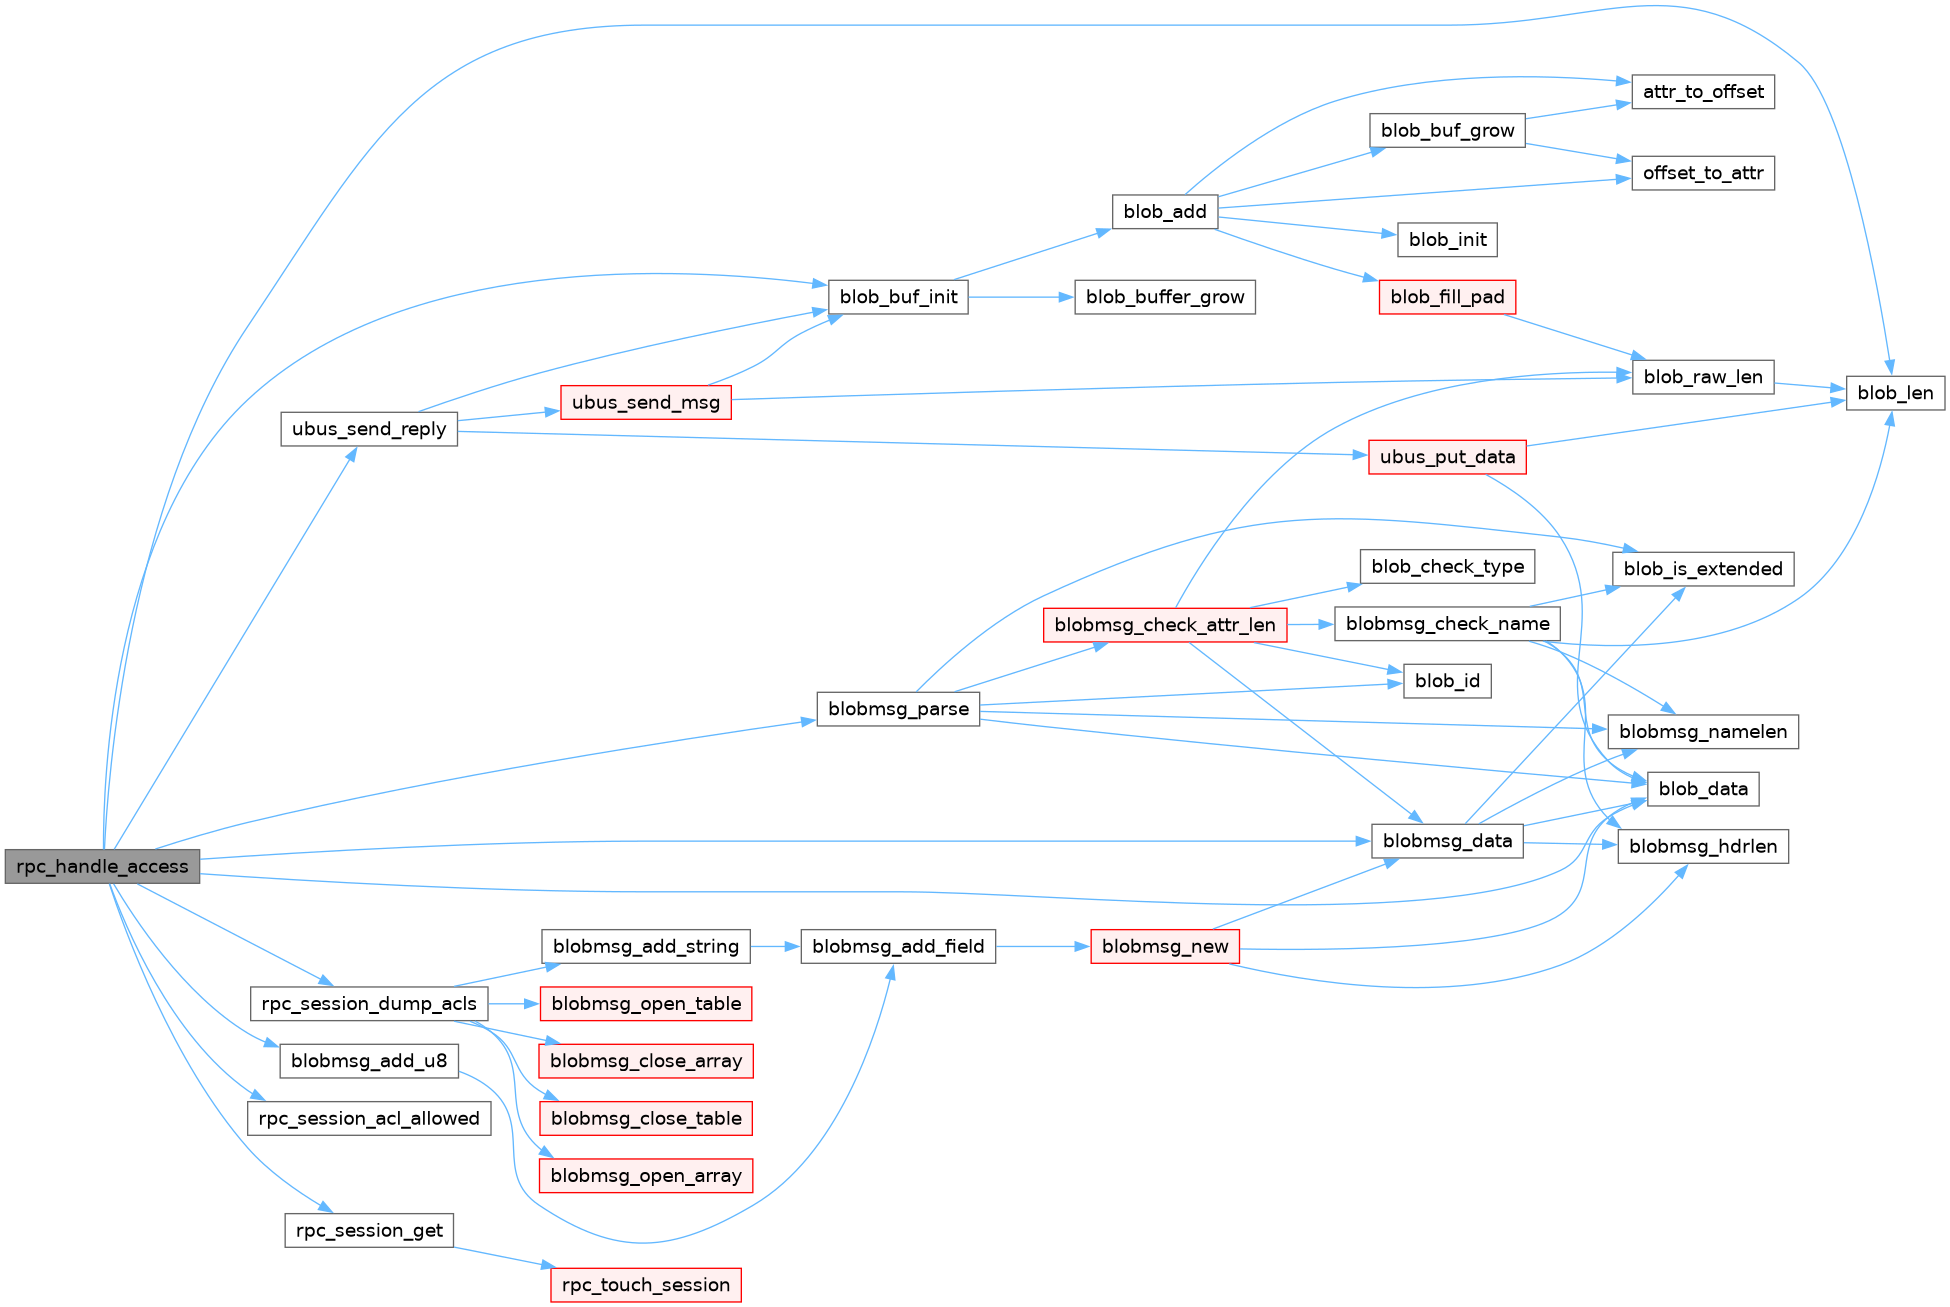 attr_to_offset
blob_buf_grow
offset_to_attr
blob_add
blob_init
blob_buf_init
blob_buffer_grow
blob_fill_pad
blob_raw_len
blob_len
ubus_send_msg
ubus_send_reply
ubus_put_data
blob_check_type
blob_is_extended
blobmsg_check_attr_len
blobmsg_check_name
blob_id
blobmsg_parse
blobmsg_namelen
blob_data
blobmsg_data
blobmsg_hdrlen
rpc_handle_access
blobmsg_add_string
blobmsg_add_field
blobmsg_new
rpc_session_dump_acls
blobmsg_open_table
blobmsg_add_u8
blobmsg_close_array
rpc_session_acl_allowed
blobmsg_close_table
blobmsg_open_array
rpc_session_get
rpc_touch_session